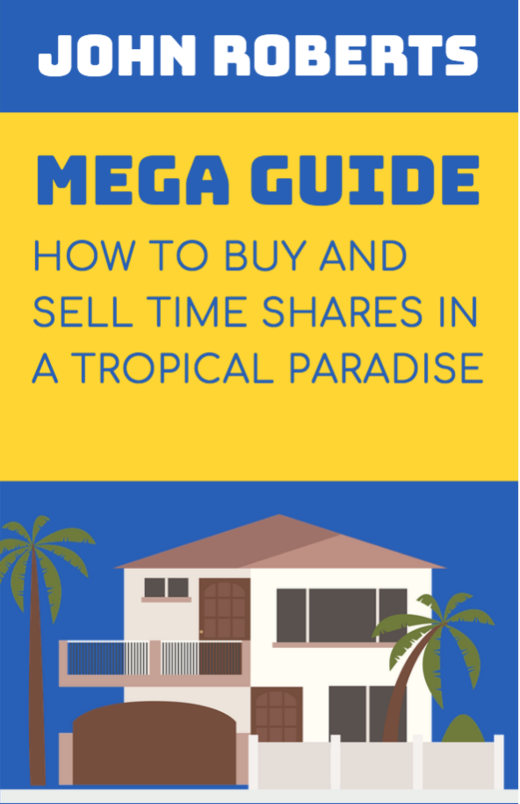 JOHN ROBERTS
MEGA GUIDE
HOW TO BUY AND
SELL TIME SHARES IN
A TROPICAL PARADISE